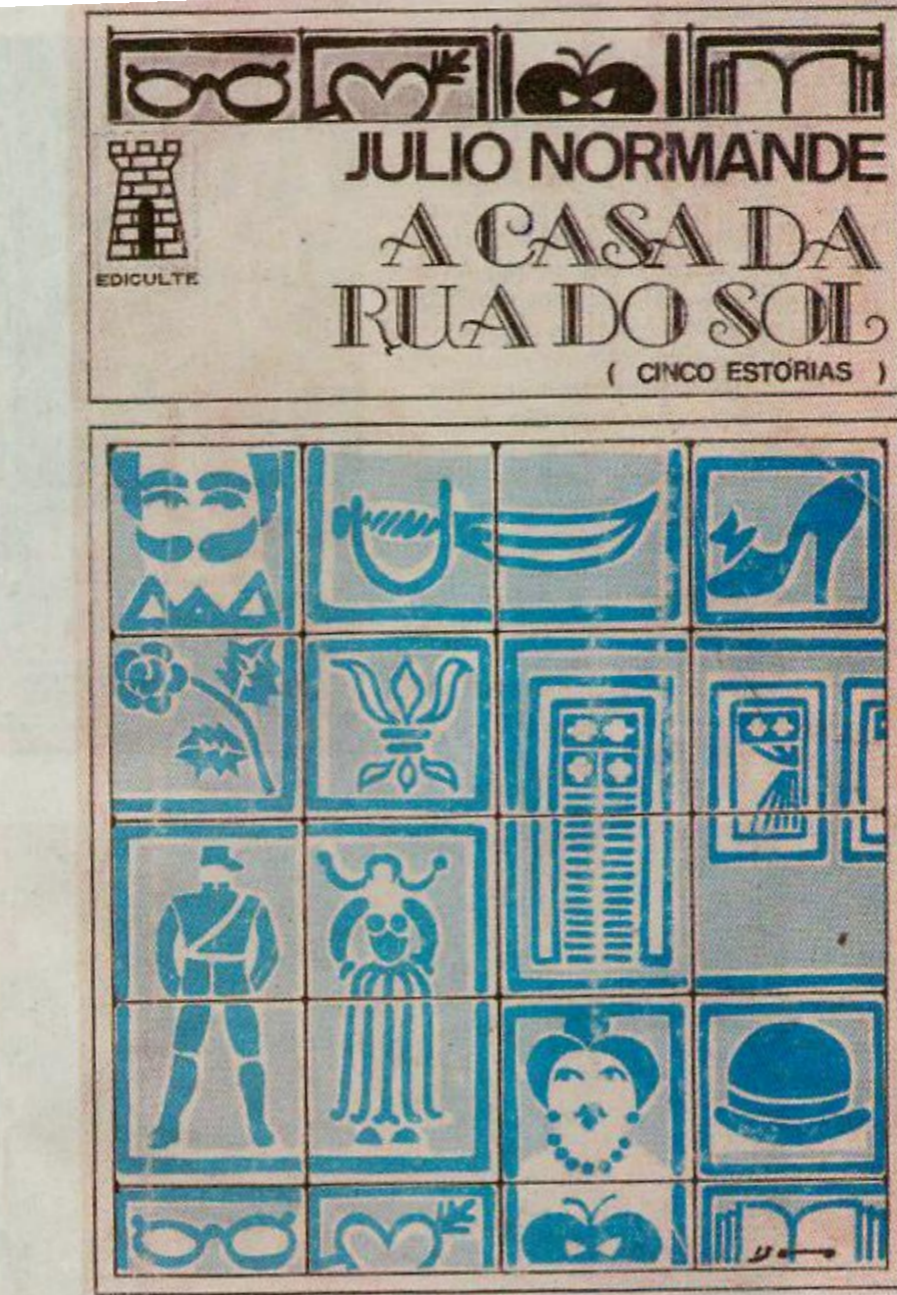 JULIO NORMANDE
EDICULTE
A CASA DA
RUA DO SOL
( CINCO ESTÓRIAS )